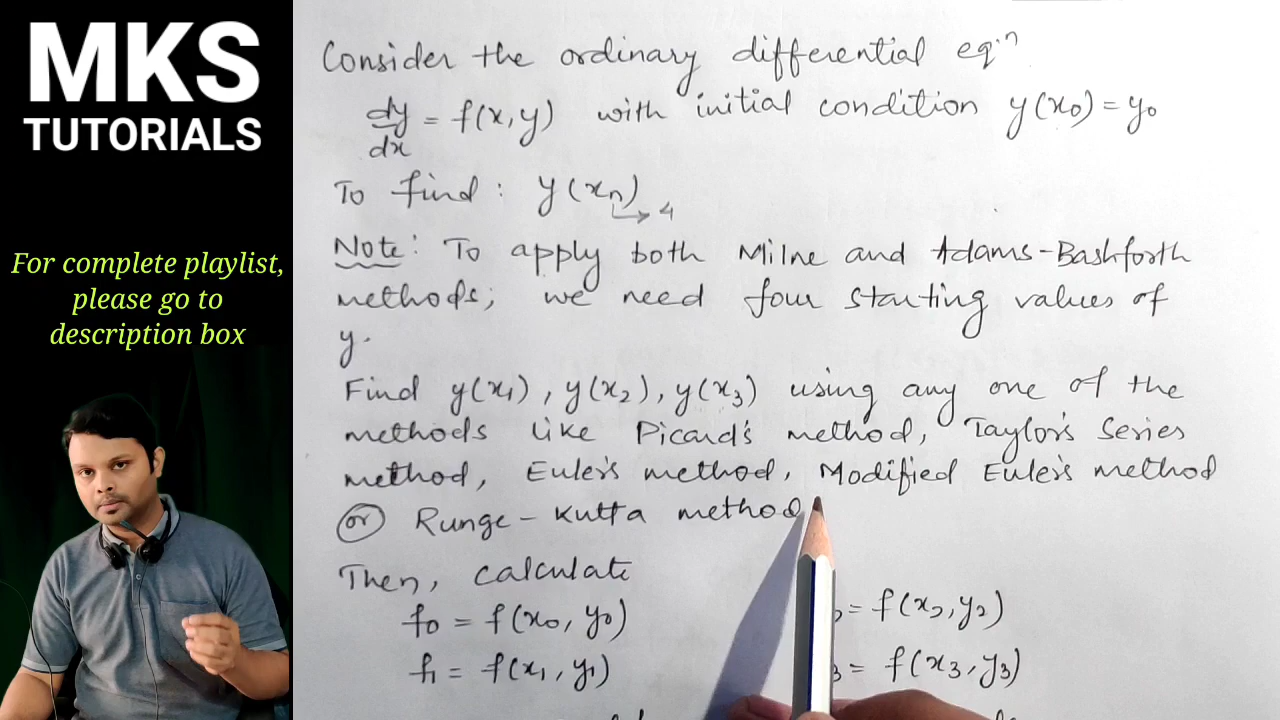 MKS
TUTORIALS
For complete playlist,
please go to
description box
Consider the ordinary differential eqⁿ
dy/dx = f(x,y) with initial condition y(x₀) = y₀
To find : y(xₙ)
→ 4
Note: To apply both Milne and Adams-Bashforth
methods; we need four starting values of
y.
Find y(x₁), y(x₂), y(x₃) using any one of the
methods like Picard's method, Taylor's Series
method, Euler's method, Modified Euler's method
(or) Runge-Kutta method
Then, calculate
f₀ = f(x₀, y₀)
= f(x₂, y₂)
f₁ = f(x₁, y₁)
₃ = f(x₃, y₃)